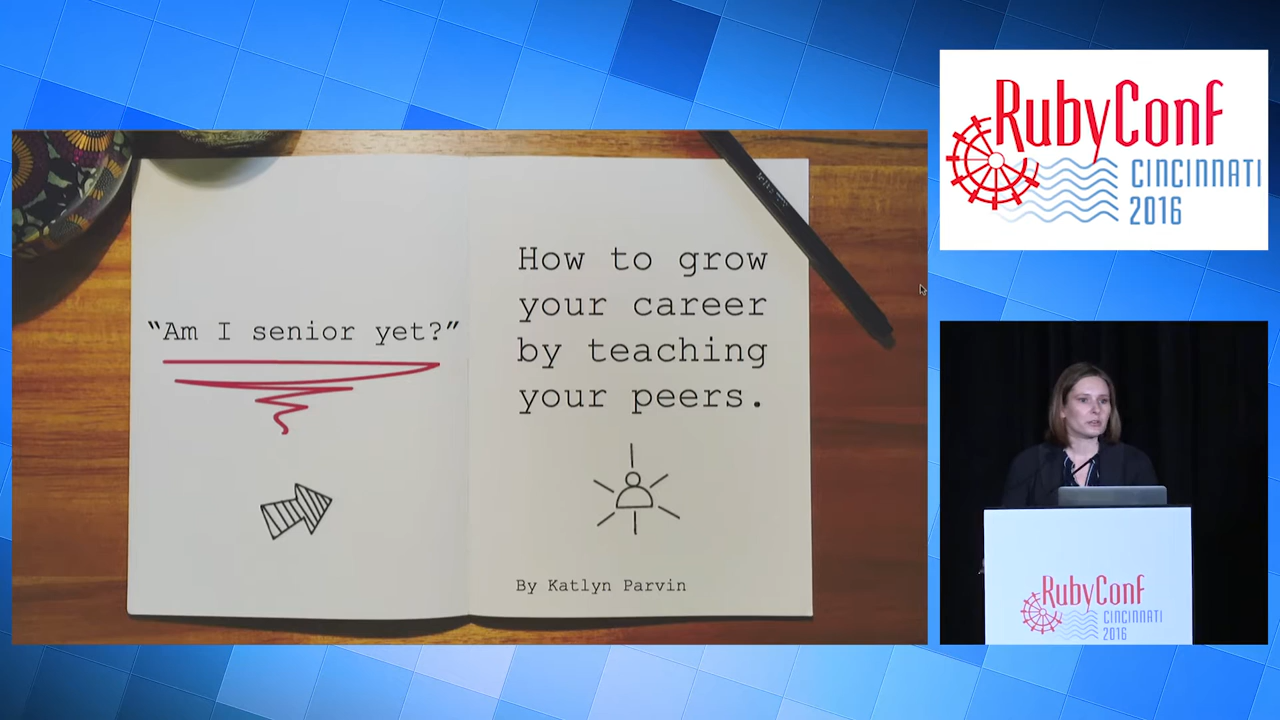 “Am I senior yet?”
How to grow
your career
by teaching
your peers.
By Katlyn Parvin
RubyConf
CINCINNATI
2016
RubyConf
CINCINNATI
2016